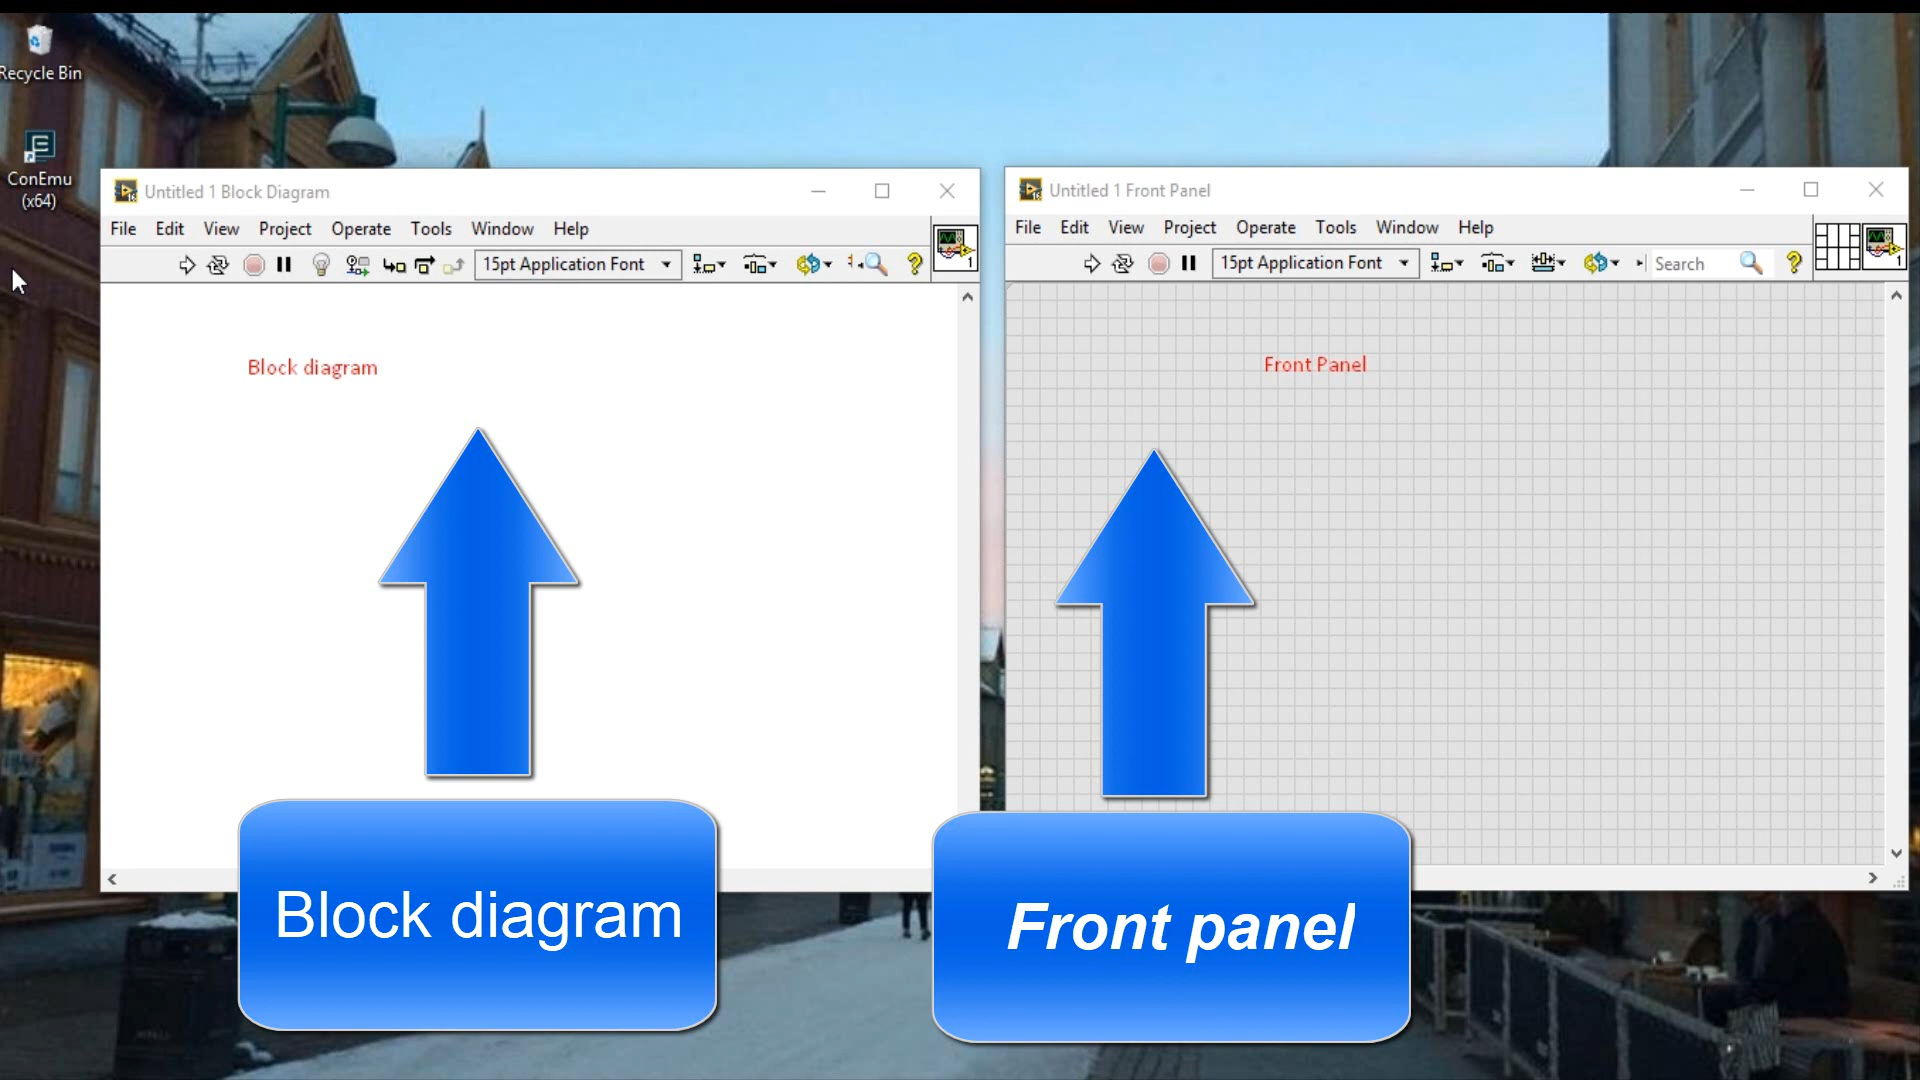 Recycle Bin
ConEmu
(x64)
Untitled 1 Block Diagram
File Edit View Project Operate Tools Window Help
15pt Application Font
1
Block diagram
Untitled 1 Front Panel
File Edit View Project Operate Tools Window Help
15pt Application Font
Search
1
Front Panel
Block diagram
Front panel